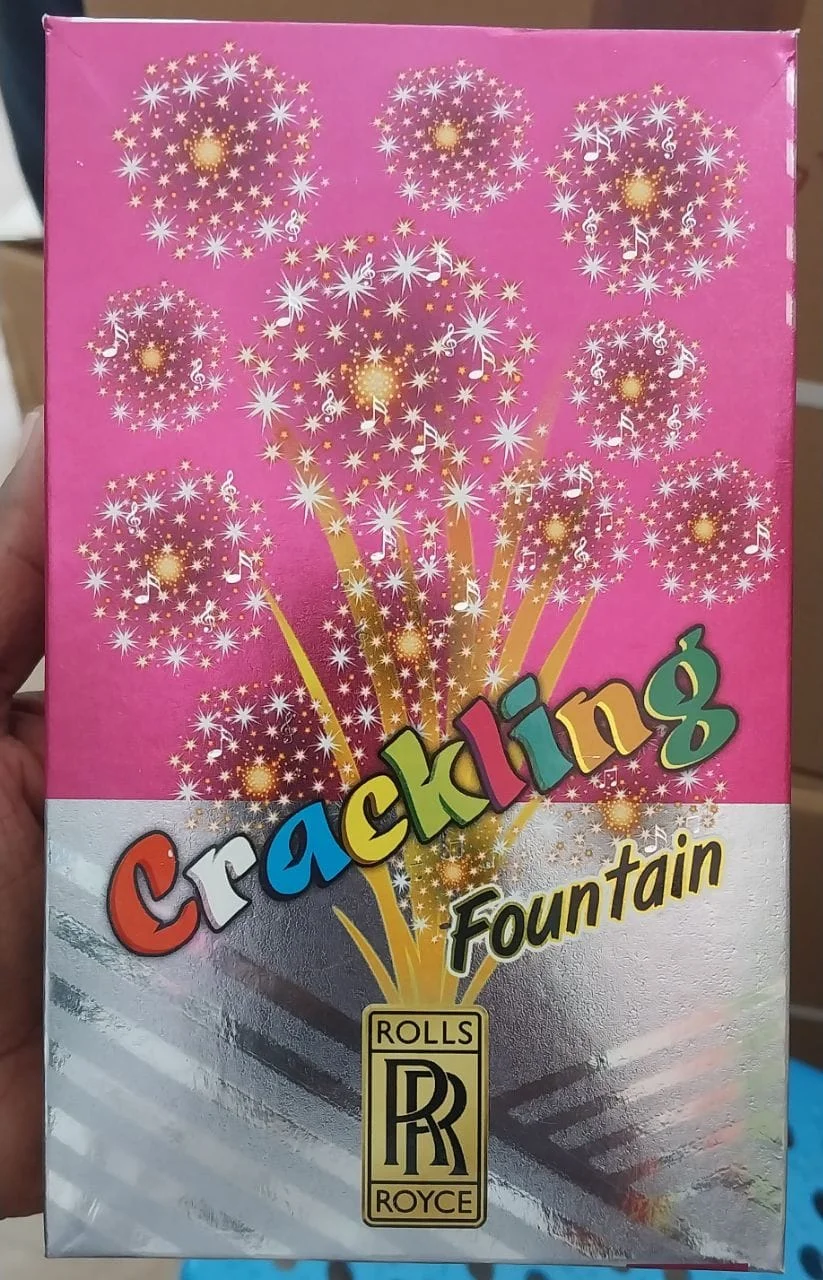 Crackling
Fountain
ROLLS
RR
ROYCE